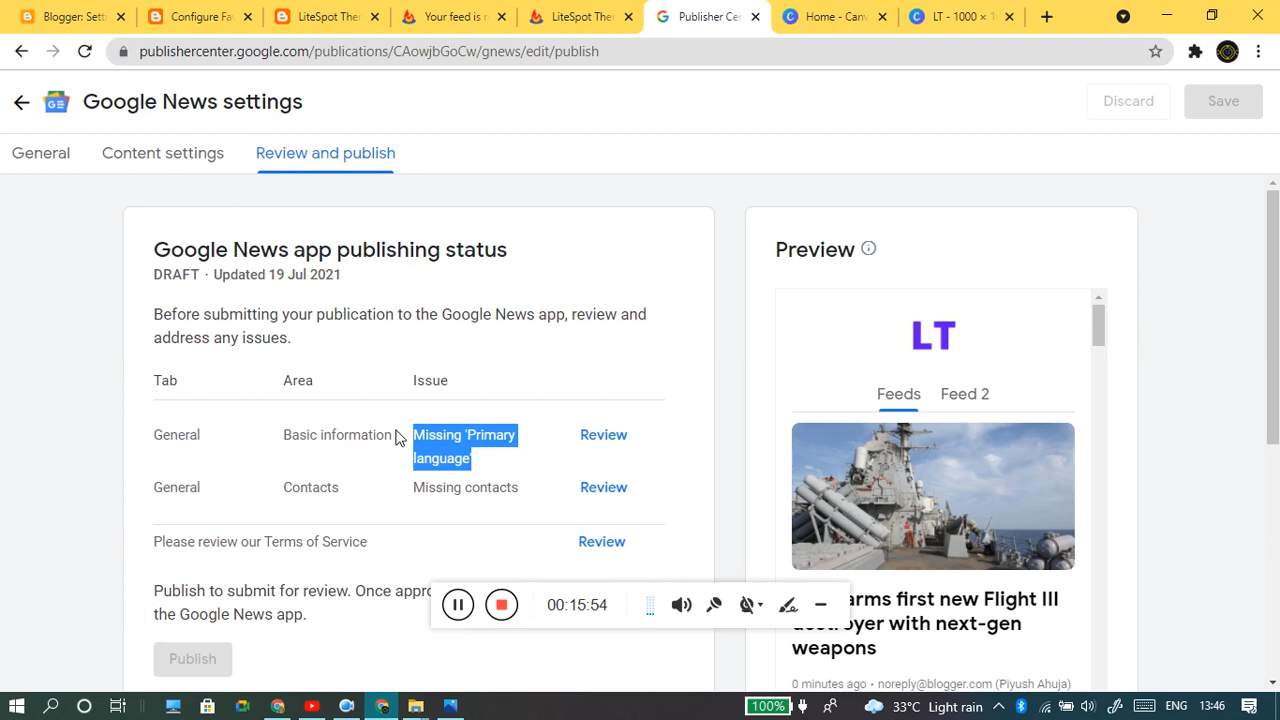 Blogger: Setting
Configure F
LiteSpot Ther
Your feed is r
LiteSpot The
Publisher Ce
Home - Canv
LT - 1000 × 1
publishercenter.google.com/publications/CAowjbGoCw/gnews/edit/publish
Google News settings
Discard
Save
General
Content settings
Review and publish
Google News app publishing status
DRAFT · Updated 19 Jul 2021
Before submitting your publication to the Google News app, review and
address any issues.
Tab Area Issue
General Basic information Missing 'Primary
language' Review
General Contacts Missing contacts Review
Please review our Terms of Service Review
Publish to submit for review. Once appro
the Google News app.
Publish
Preview
GE
LT
Feeds Feed 2
arms first new Flight III
destroyer with next-gen
weapons
0 minutes ago · noreply@blogger.com (Piyush Ahuja)
00:15:54
100%
33°C Light rain
ENG
13:46